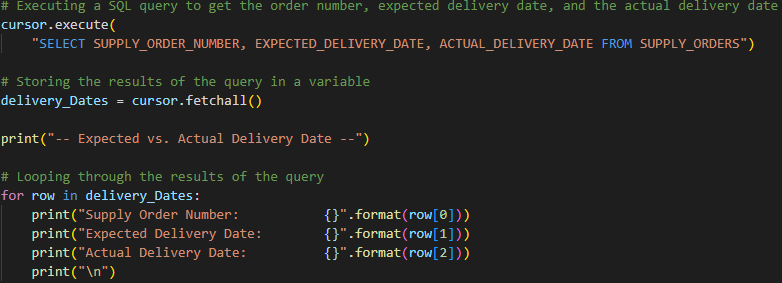 # Executing a SQL query to get the order number, expected delivery date, and the actual delivery date
cursor.execute(
    "SELECT SUPPLY_ORDER_NUMBER, EXPECTED_DELIVERY_DATE, ACTUAL_DELIVERY_DATE FROM SUPPLY_ORDERS")
# Storing the results of the query in a variable
delivery_Dates = cursor.fetchall()
print("-- Expected vs. Actual Delivery Date --")
# Looping through the results of the query
for row in delivery_Dates:
    print("Supply Order Number:           {}".format(row[0]))
    print("Expected Delivery Date:        {}".format(row[1]))
    print("Actual Delivery Date:          {}".format(row[2]))
    print("\n")